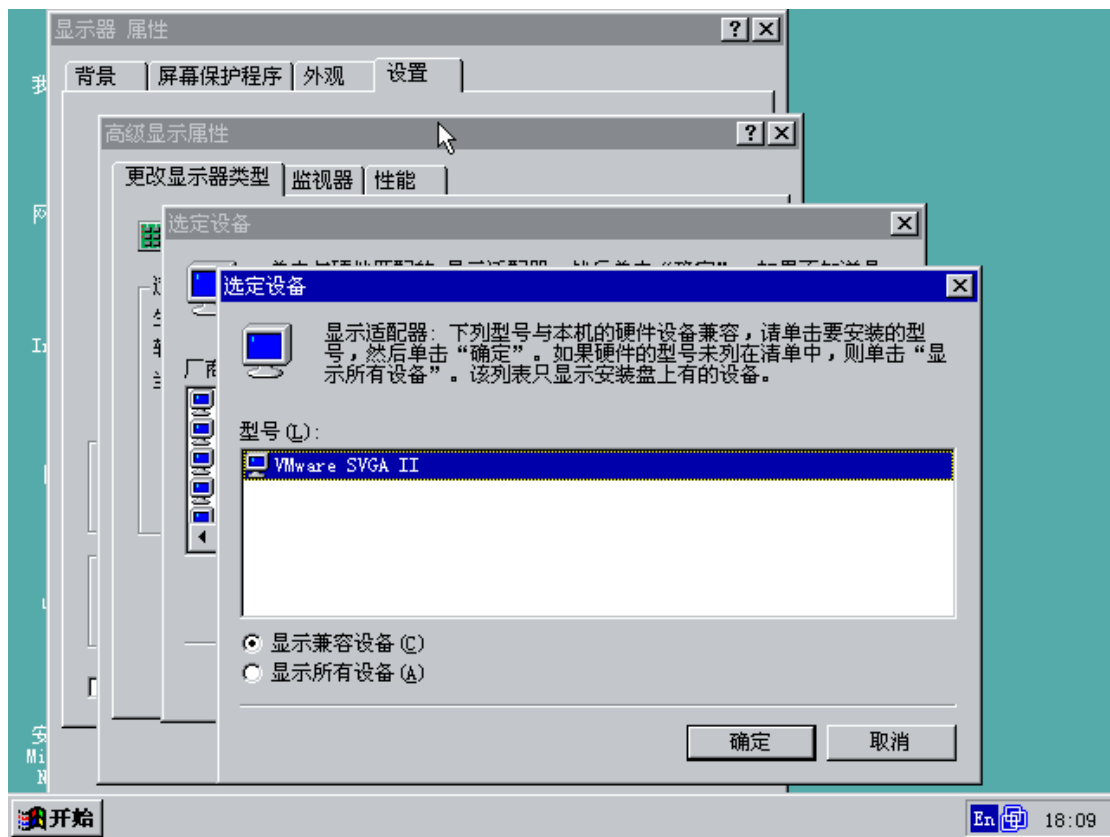 显示器 属性
背景 屏幕保护程序 外观 设置
高级显示属性
更改显示器类型 监视器 性能
选定设备
选定设备
显示适配器: 下列型号与本机的硬件设备兼容,请单击要安装的型
号,然后单击“确定”。如果硬件的型号未列在清单中,则单击“显
示所有设备”。该列表只显示安装盘上有的设备。
厂商
型号(L):
VMware SVGA II
显示兼容设备(C)
显示所有设备(A)
确定 取消
我
网
In
安
Mi
N
开始
En
18:09